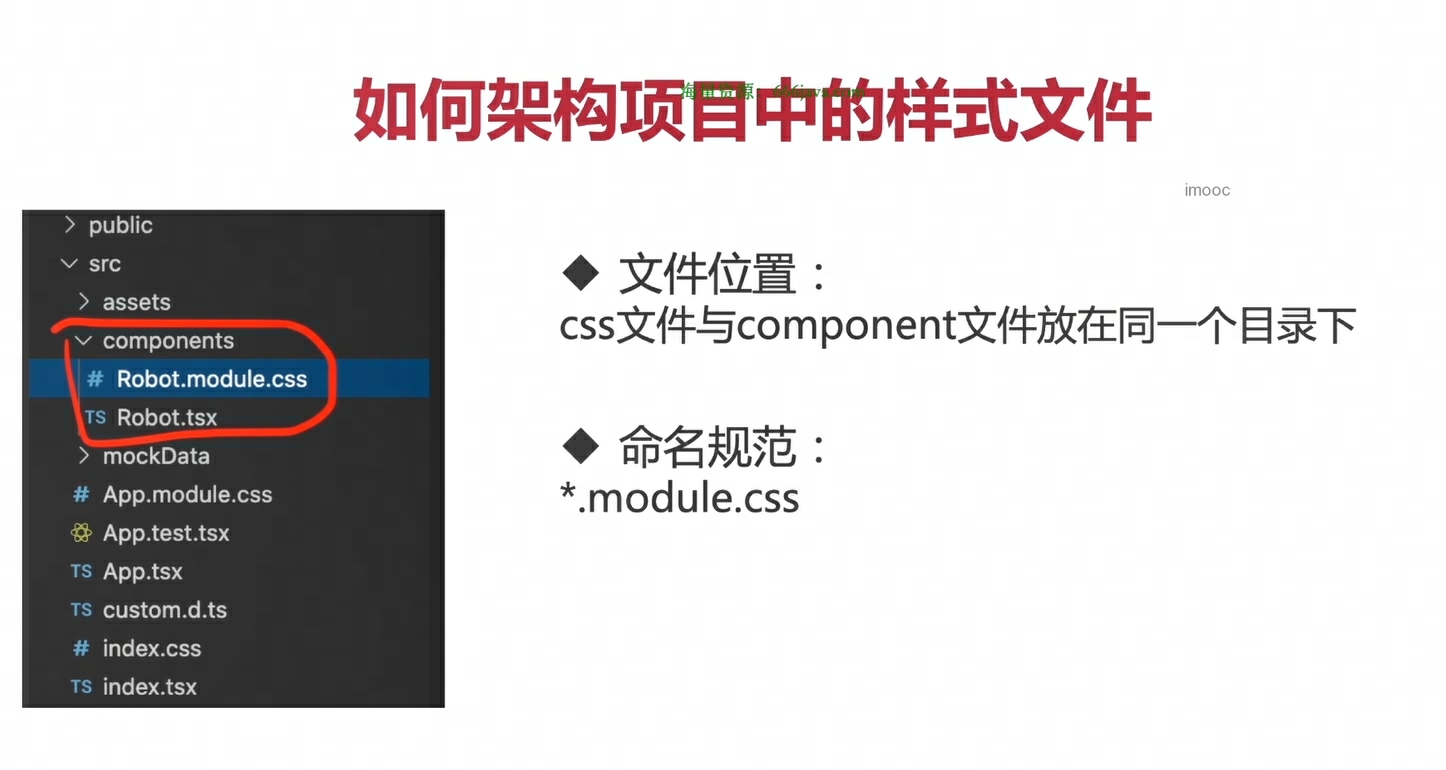 如何架构项目中的样式文件
海量资源：666java.com
imooc
public
src
assets
components
# Robot.module.css
TS Robot.tsx
mockData
# App.module.css
App.test.tsx
TS App.tsx
TS custom.d.ts
# index.css
TS index.tsx
◆ 文件位置：
css文件与component文件放在同一个目录下
◆ 命名规范：
*.module.css